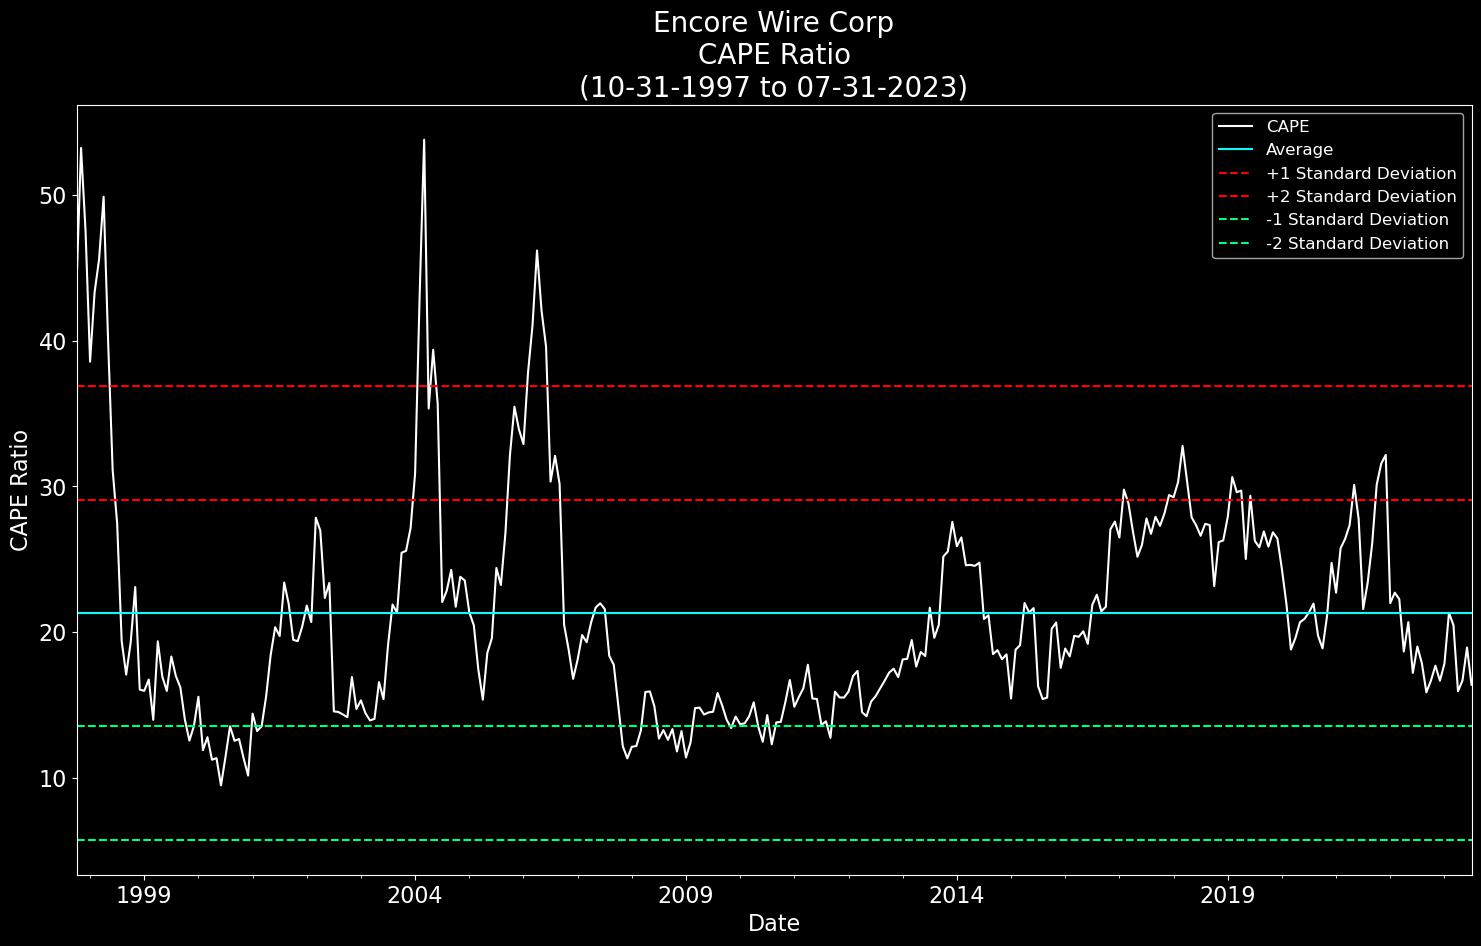 Encore Wire Corp
CAPE Ratio
(10-31-1997 to 07-31-2023)
CAPE
Average
+1 Standard Deviation
+2 Standard Deviation
-1 Standard Deviation
-2 Standard Deviation
CAPE Ratio
50
40
30
20
10
1999 2004 2009 2014 2019
Date